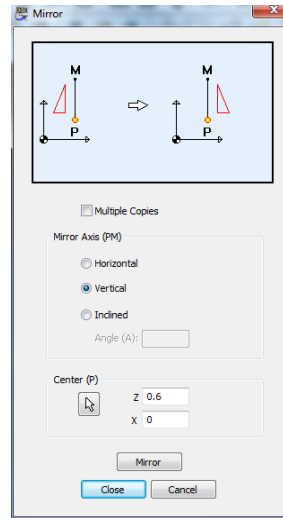 Mirror
M M
P P
Multiple Copies
Mirror Axis (PM)
Horizontal
Vertical
Inclined
Angle (A):
Center (P)
Z 0.6
X 0
Mirror
Close Cancel